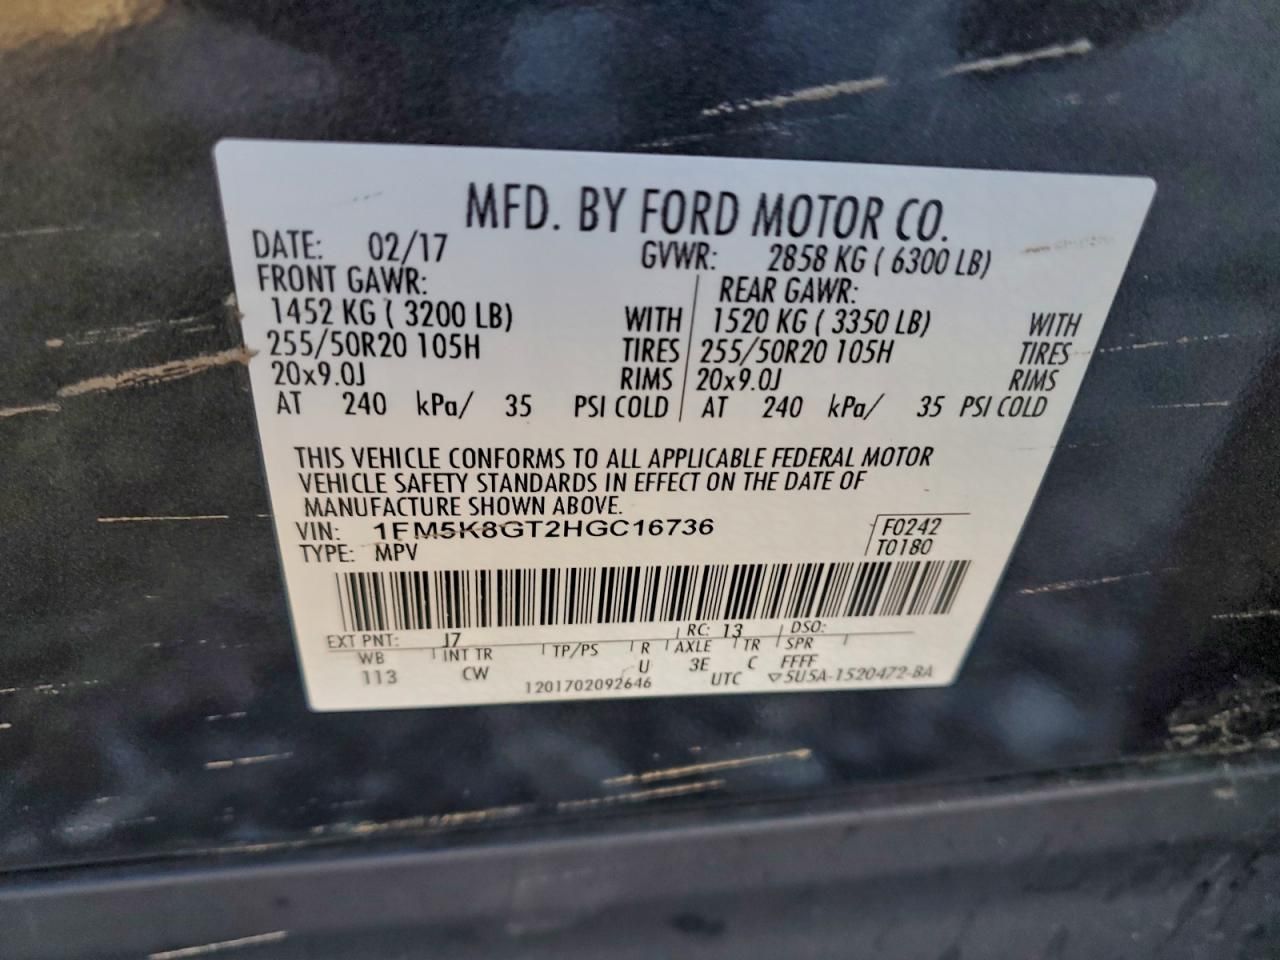 MFD. BY FORD MOTOR CO.
DATE: 02/17 GVWR: 2858 KG ( 6300 LB)
FRONT GAWR: REAR GAWR:
1452 KG ( 3200 LB) WITH 1520 KG ( 3350 LB) WITH
255/50R20 105H TIRES 255/50R20 105H TIRES
20x9.0J RIMS 20x9.0J RIMS
AT 240 kPa/ 35 PSI COLD AT 240 kPa/ 35 PSI COLD
THIS VEHICLE CONFORMS TO ALL APPLICABLE FEDERAL MOTOR
VEHICLE SAFETY STANDARDS IN EFFECT ON THE DATE OF
MANUFACTURE SHOWN ABOVE.
VIN: 1FM5K8GT2HGC16736 F0242
TYPE: MPV T0180
EXT PNT: J7 RC: 13 DSO:
WB INT TR TP/PS R AXLE TR SPR
113 CW U 3E C FFFF
1201702092646 UTC ▽5U5A-1520472-BA